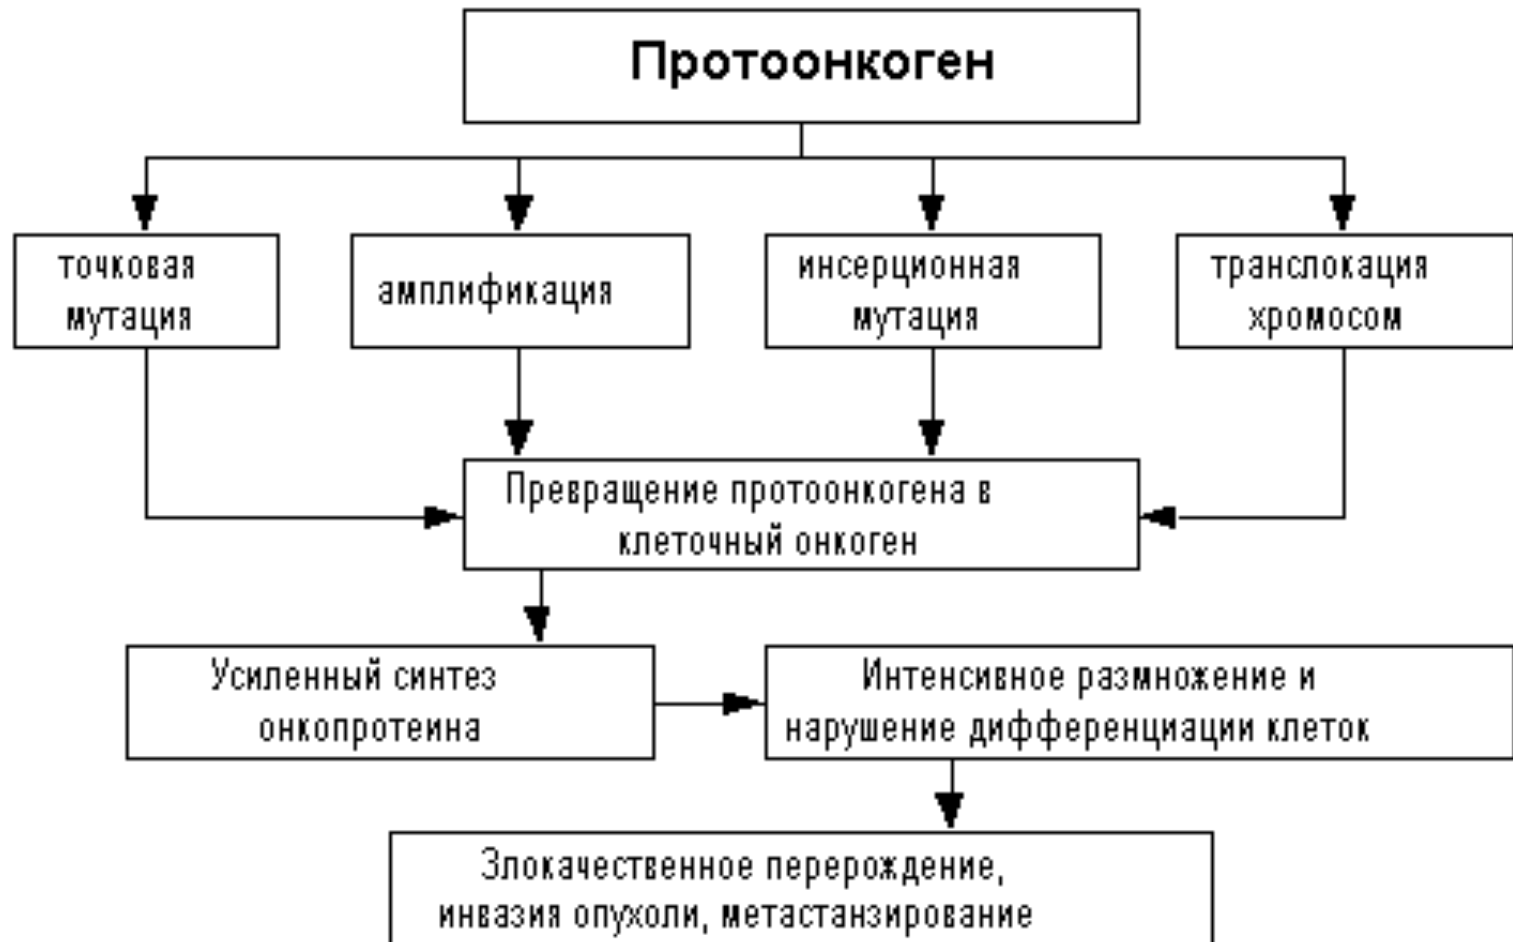 Протоонкоген
точковая
мутация
амплификация
инсерционная
мутация
транслокация
хромосом
Превращение протоонкогена в
клеточный онкоген
Усиленный синтез
онкопротеина
Интенсивное размножение и
нарушение дифференциации клеток
Злокачественное перерождение,
инвазия опухоли, метастанзирование